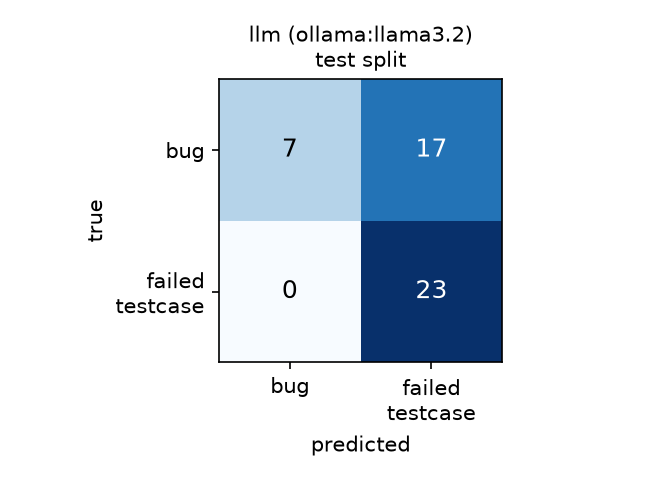 llm (ollama:llama3.2)
test split
bug
7
17
true
failed
testcase
0
23
bug
failed
testcase
predicted